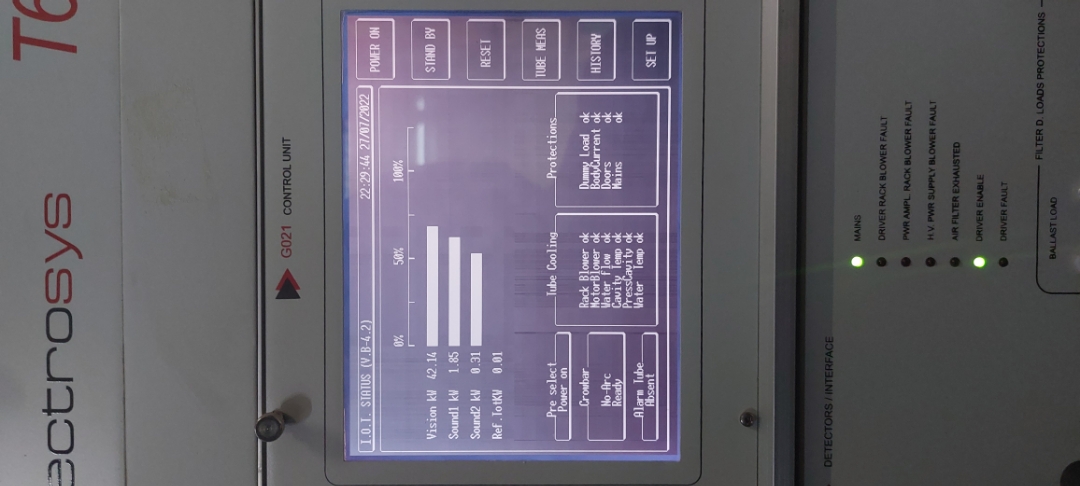 ectrosys T6
G021 CONTROL UNIT
I.O.T. STATUS (V.B-4.2) 22:29:44 27/07/2022
0% 50% 100%
Vision kW 42.14
Sound1 kW 1.85
Sound2 kW 0.31
Ref.TotKW 0.01
Pre select
Power on
Crowbar
No-Arc
Ready
Alarm Tube
Absent
Tube Cooling
Rack Blower ok
MotorBlower ok
Water Flow ok
Cavity Temp ok
PressCavity ok
Water Temp ok
Protections
Dummy Load ok
BodyCurrent ok
Doors ok
Mains ok
POWER ON
STAND BY
RESET
TUBE MEAS
HISTORY
SET UP
DETECTORS / INTERFACE
MAINS
DRIVER RACK BLOWER FAULT
PWR AMPL. RACK BLOWER FAULT
H.V. PWR SUPPLY BLOWER FAULT
AIR FILTER EXHAUSTED
DRIVER ENABLE
DRIVER FAULT
FILTER D. LOADS PROTECTIONS
BALLAST LOAD